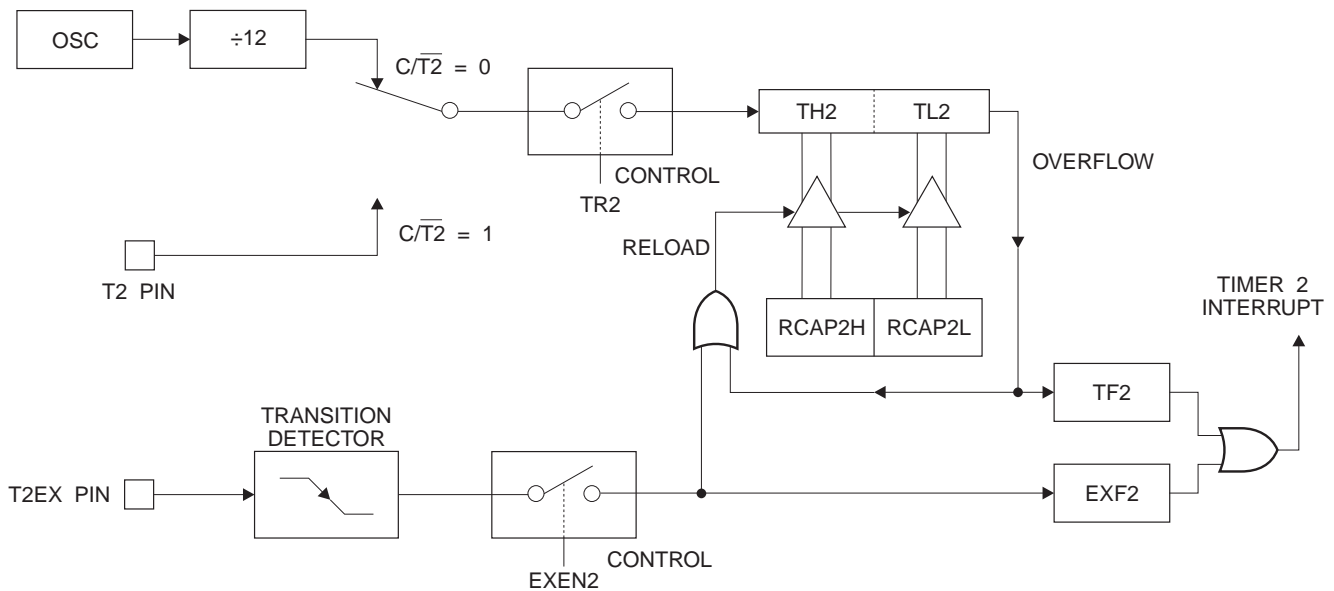 OSC
÷12
C/T2̅ = 0
TH2
TL2
OVERFLOW
CONTROL
TR2
C/T2̅ = 1
RELOAD
T2 PIN
TIMER 2
INTERRUPT
RCAP2H
RCAP2L
TF2
TRANSITION
DETECTOR
T2EX PIN
EXF2
CONTROL
EXEN2